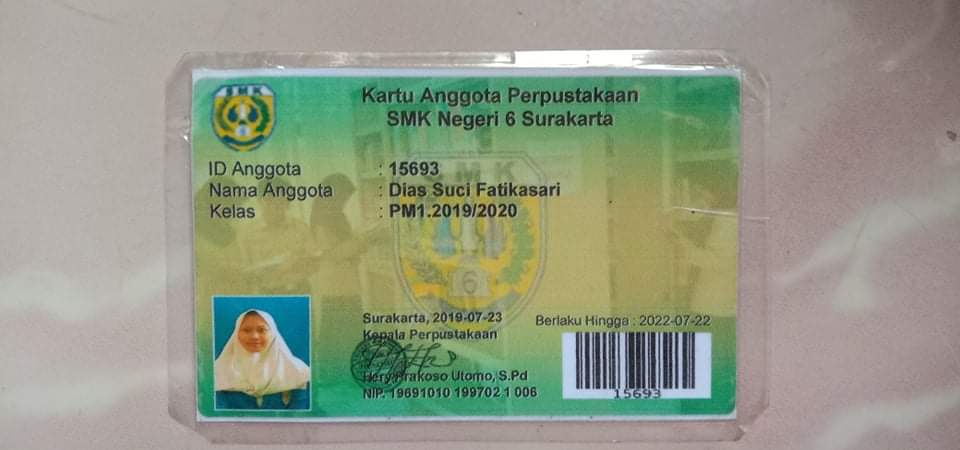 SMK
Kartu Anggota Perpustakaan
SMK Negeri 6 Surakarta
ID Anggota : 15693
Nama Anggota : Dias Suci Fatikasari
Kelas : PM1.2019/2020
SMK
6
Surakarta, 2019-07-23
Kepala Perpustakaan
Hery Prakoso Utomo, S.Pd
NIP. 19691010 199702 1 006
Berlaku Hingga : 2022-07-22
15693